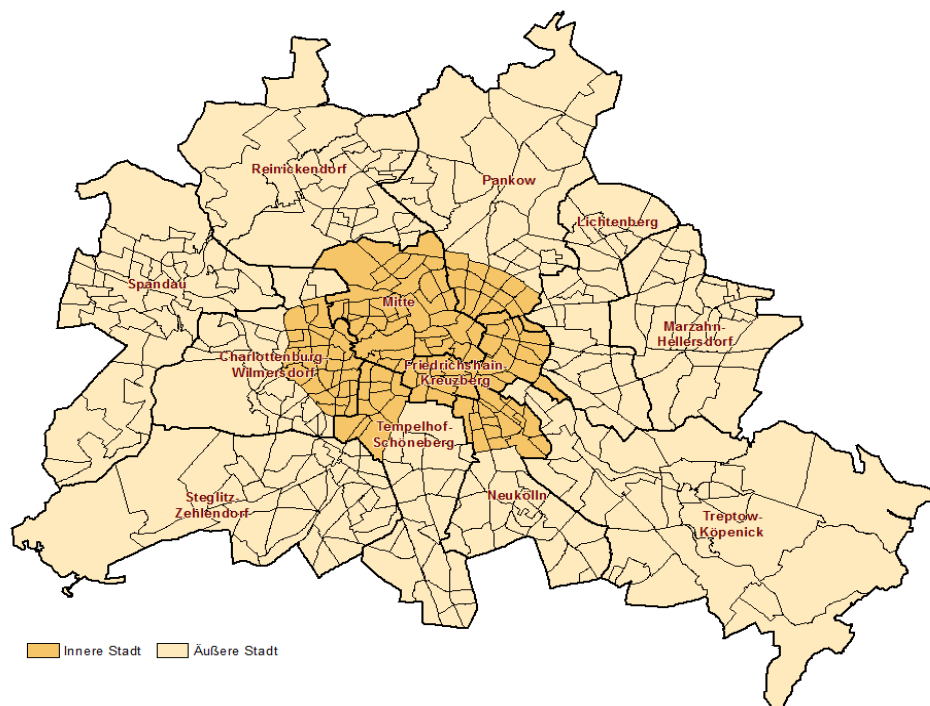 Reinickendorf
Pankow
Lichtenberg
Spandau
Mitte
Marzahn-
Hellersdorf
Charlottenburg-
Wilmersdorf
Friedrichshain-
Kreuzberg
Tempelhof-
Schöneberg
Steglitz-
Zehlendorf
Neukölln
Treptow-
Köpenick
Innere Stadt
Äußere Stadt